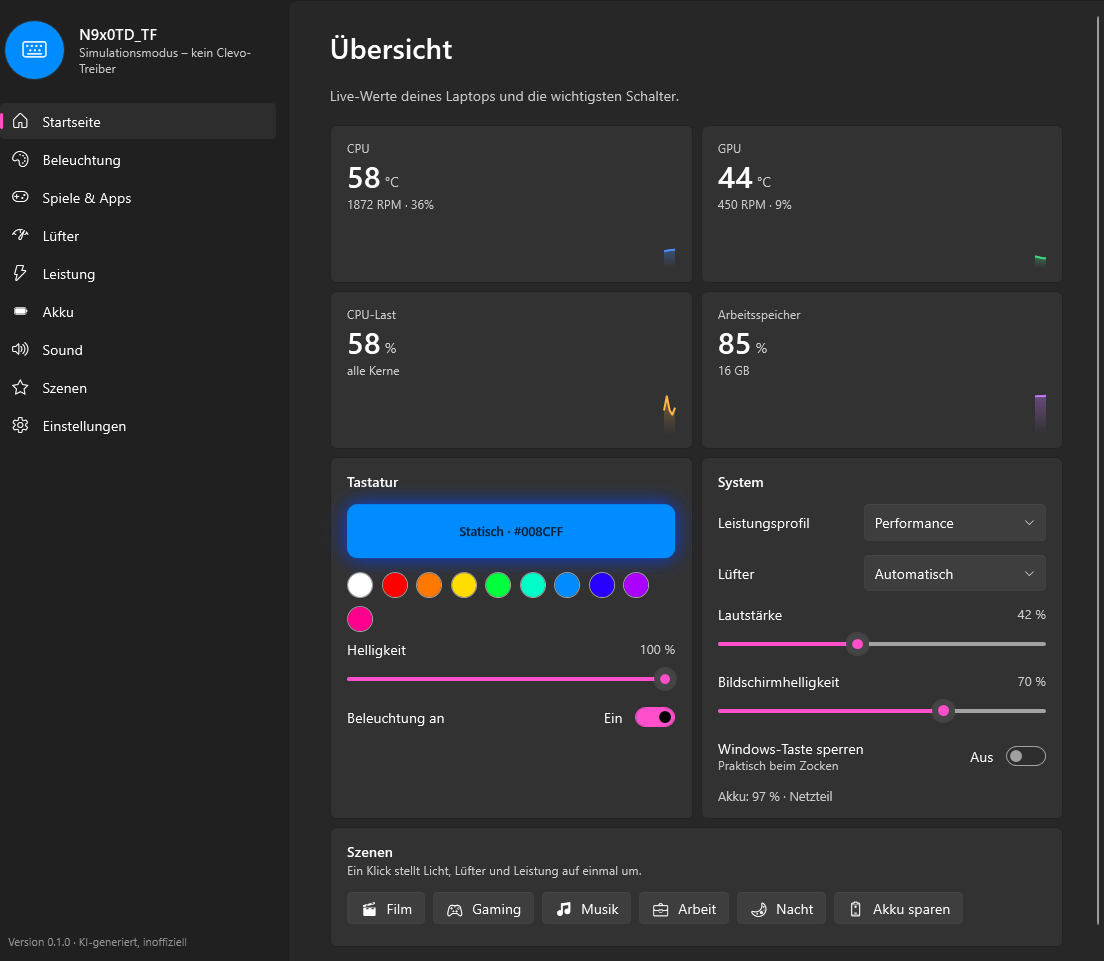 N9x0TD_TF
Simulationsmodus – kein Clevo-
Treiber
Startseite
Beleuchtung
Spiele & Apps
Lüfter
Leistung
Akku
Sound
Szenen
Einstellungen
Version 0.1.0 · KI-generiert, inoffiziell
Übersicht
Live-Werte deines Laptops und die wichtigsten Schalter.
CPU
58 °C
1872 RPM · 36%
GPU
44 °C
450 RPM · 9%
CPU-Last
58 %
alle Kerne
Arbeitsspeicher
85 %
16 GB
Tastatur
Statisch · #008CFF
Helligkeit 100 %
Beleuchtung an Ein
System
Leistungsprofil Performance
Lüfter Automatisch
Lautstärke 42 %
Bildschirmhelligkeit 70 %
Windows-Taste sperren Aus
Praktisch beim Zocken
Akku: 97 % · Netzteil
Szenen
Ein Klick stellt Licht, Lüfter und Leistung auf einmal um.
Film Gaming Musik Arbeit Nacht Akku sparen